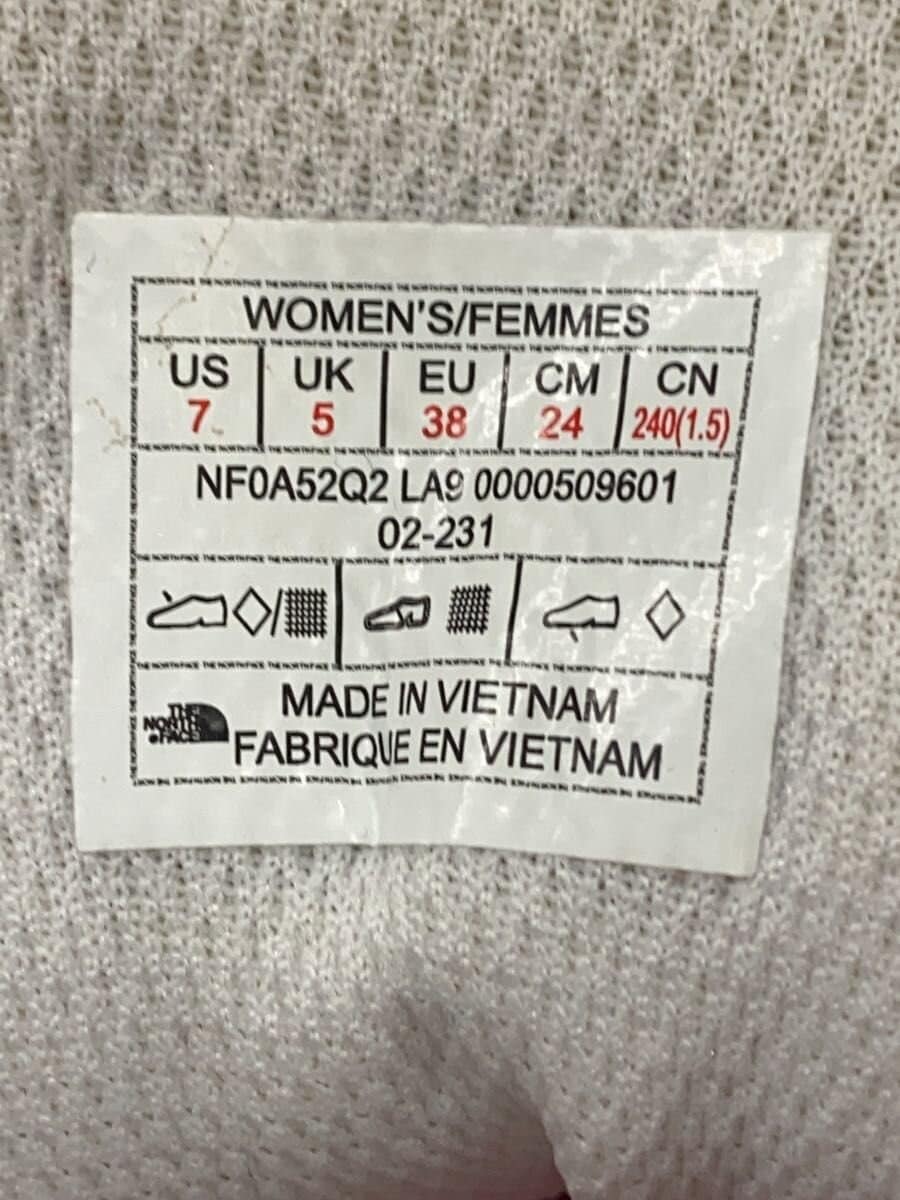 WOMEN'S/FEMMES
US UK EU CM CN
7 5 38 24 240(1.5)
NF0A52Q2 LA9 0000509601
02-231
MADE IN VIETNAM
THE NORTH FACE
FABRIQUE EN VIETNAM